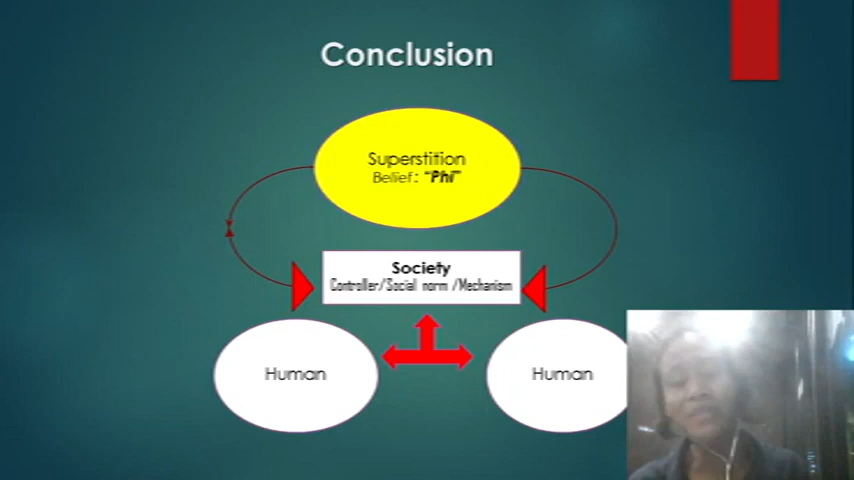 Conclusion
Superstition
Belief: “Phi”
Society
Controller/Social norm /Mechanism
Human
Human